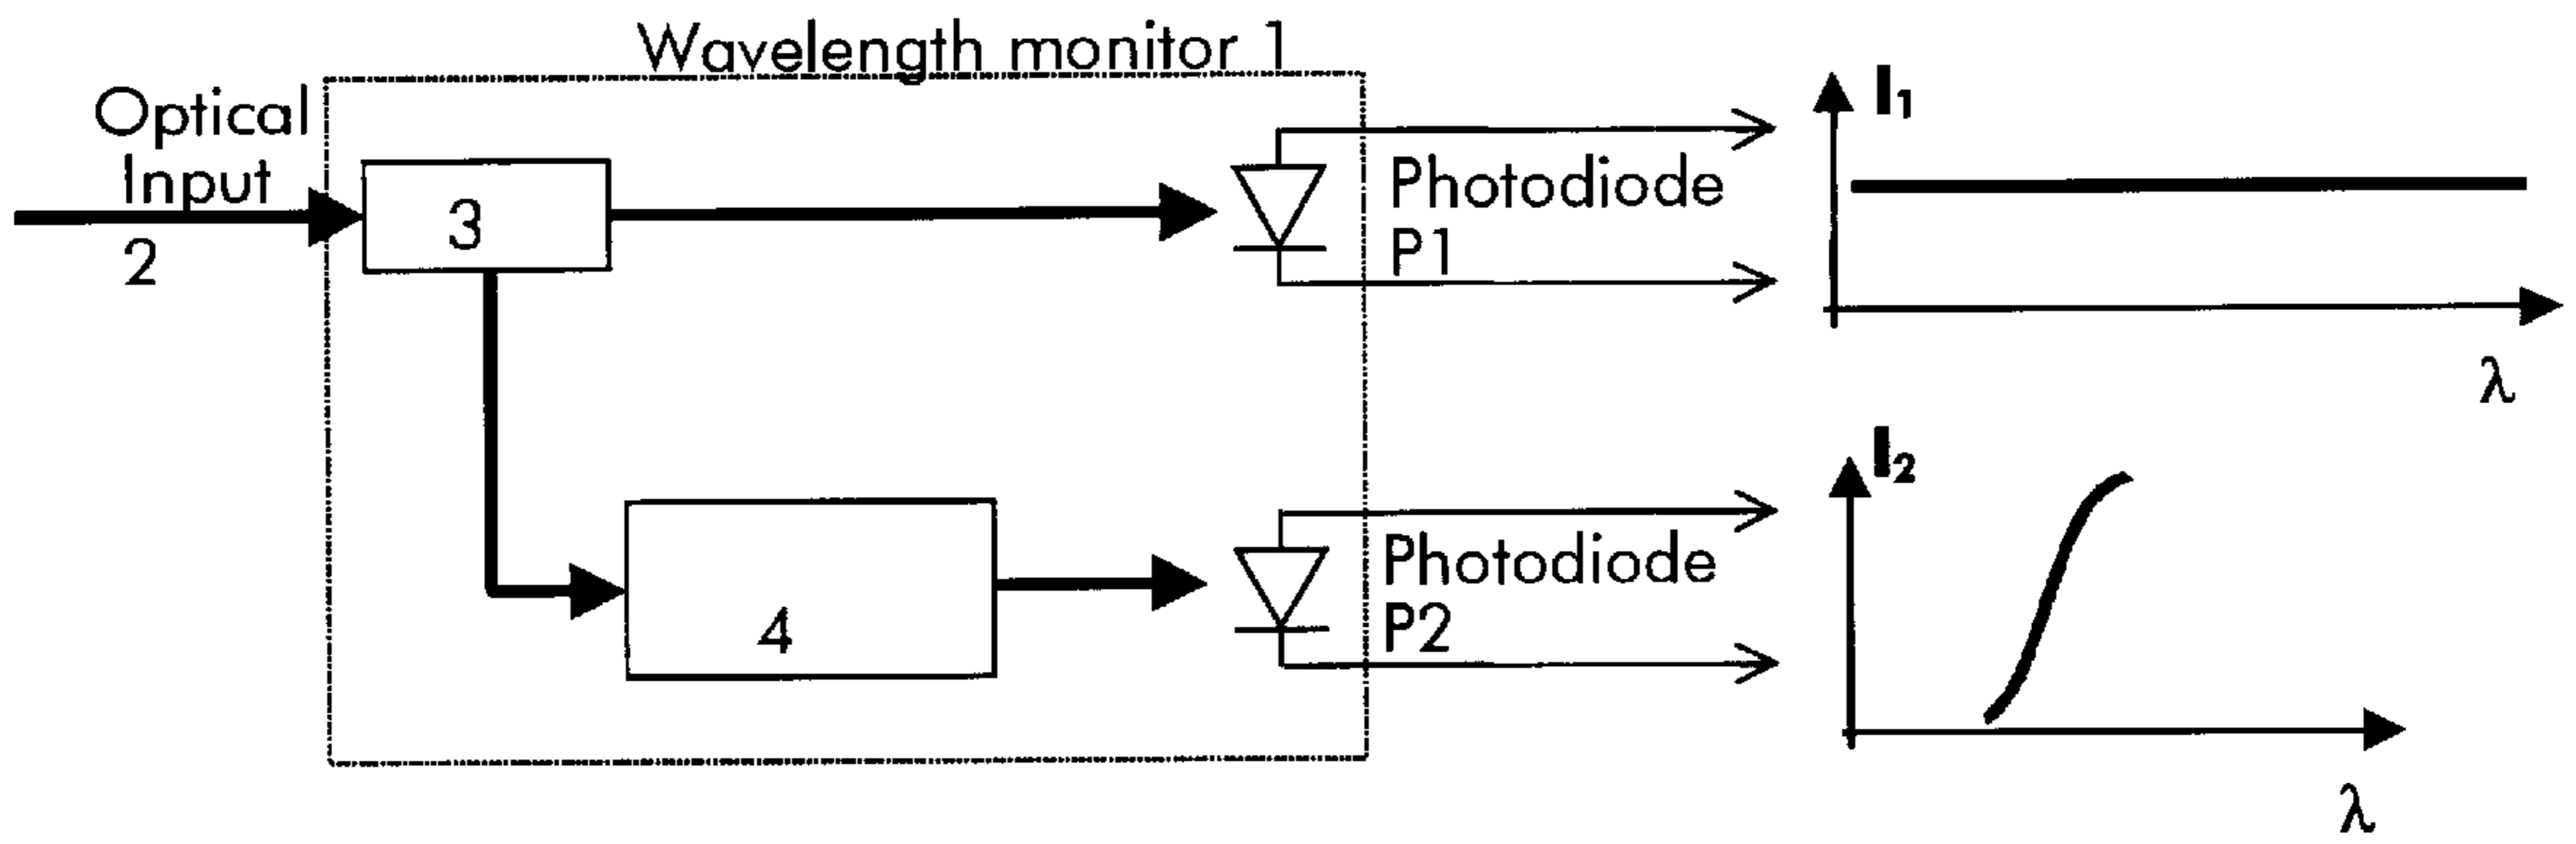 Wavelength monitor 1
Optical
Input
2
3
Photodiode
P1
I₁
λ
4
Photodiode
P2
I₂
λ